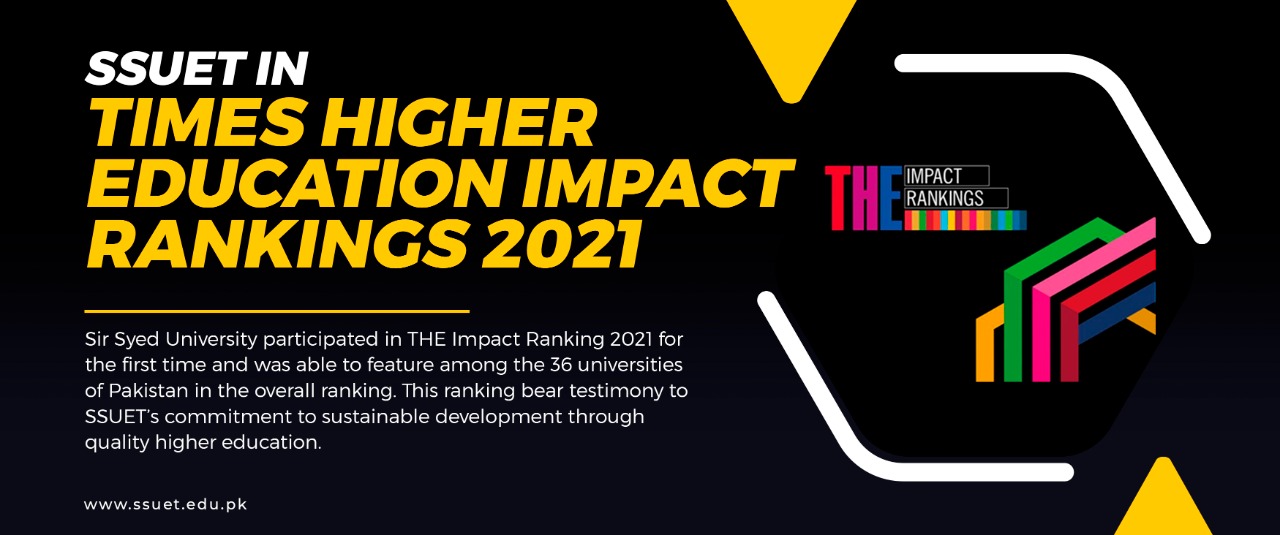 SSUET IN
TIMES HIGHER
EDUCATION IMPACT
RANKINGS 2021
THE IMPACT
RANKINGS
Sir Syed University participated in THE Impact Ranking 2021 for
the first time and was able to feature among the 36 universities
of Pakistan in the overall ranking. This ranking bear testimony to
SSUET’s commitment to sustainable development through
quality higher education.
www.ssuet.edu.pk